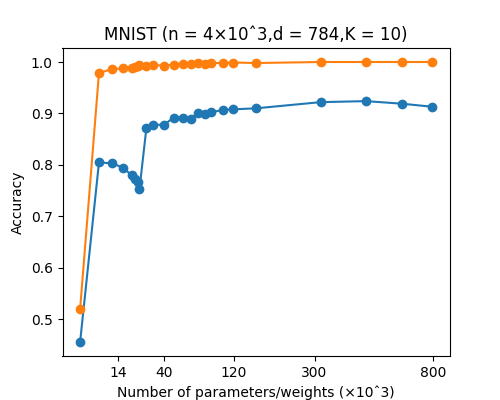 MNIST (n = 4×10ˆ3,d = 784,K = 10)
1.0
0.9
0.8
0.7
0.6
0.5
Accuracy
14 40 120 300 800
Number of parameters/weights (×10ˆ3)